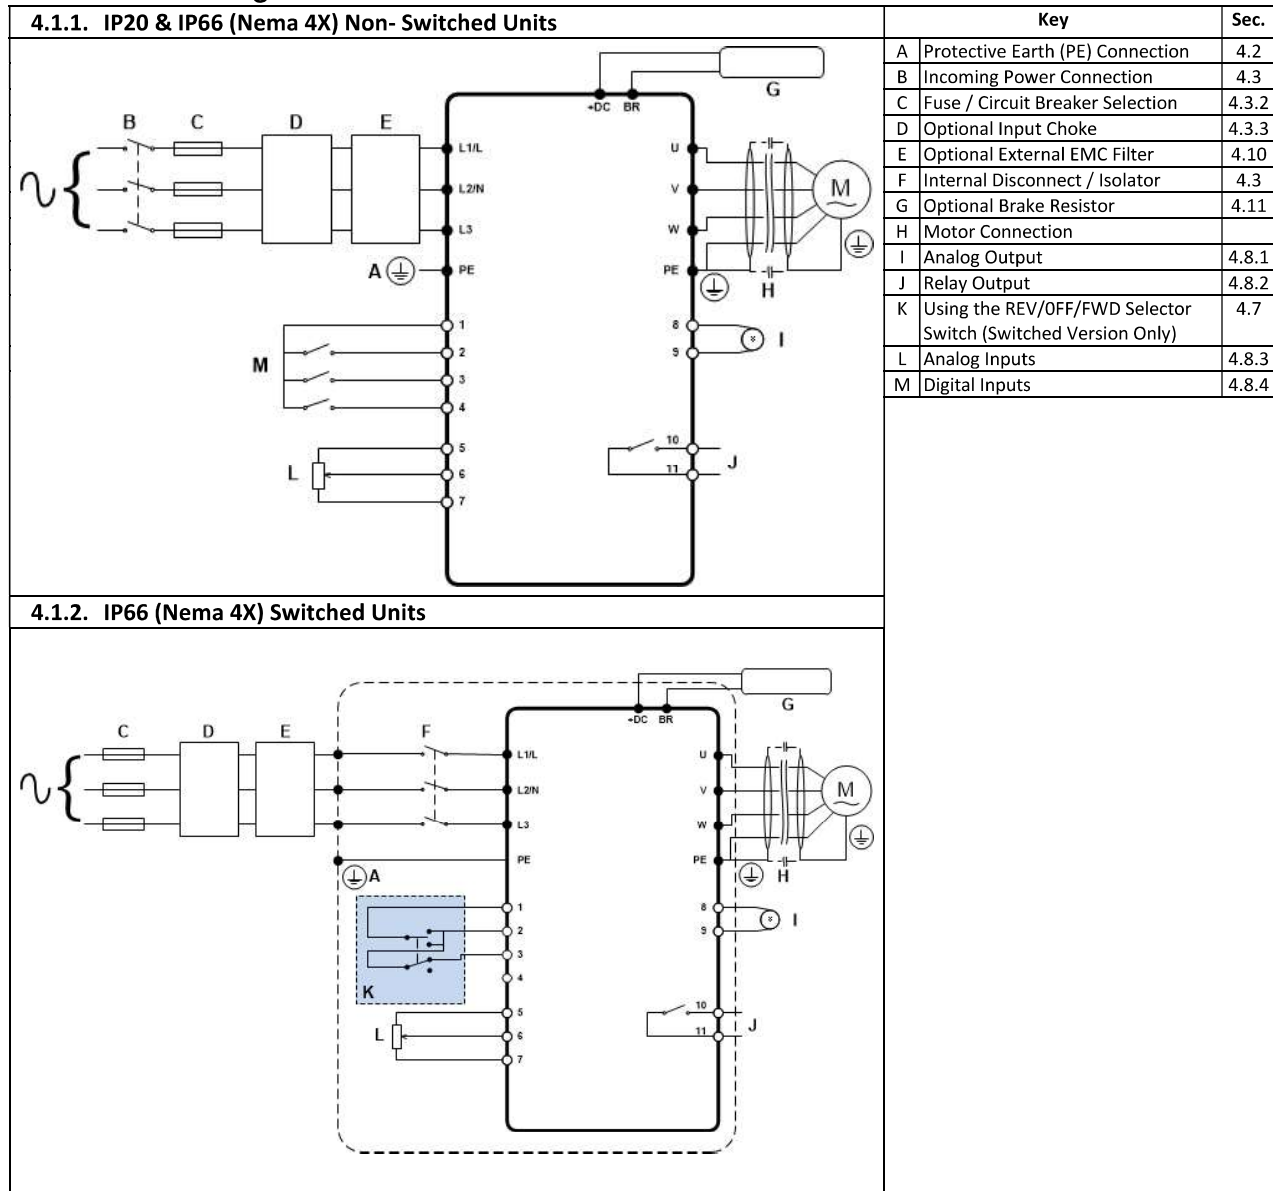 4.1.1. IP20 & IP66 (Nema 4X) Non- Switched Units
G
+DC BR
B C D E
L1/L
L2/N
L3
A
PE
U
V
W
PE
M
H
1
2
3
4
M
8
9
I
5
6
7
L
10
11
J
4.1.2. IP66 (Nema 4X) Switched Units
G
+DC BR
C D E F
L1/L
L2/N
L3
PE
A
U
V
W
PE
M
H
1
2
3
4
K
8
9
I
5
6
7
L
10
11
J
Key Sec.
A Protective Earth (PE) Connection 4.2
B Incoming Power Connection 4.3
C Fuse / Circuit Breaker Selection 4.3.2
D Optional Input Choke 4.3.3
E Optional External EMC Filter 4.10
F Internal Disconnect / Isolator 4.3
G Optional Brake Resistor 4.11
H Motor Connection
I Analog Output 4.8.1
J Relay Output 4.8.2
K Using the REV/0FF/FWD Selector 4.7
Switch (Switched Version Only)
L Analog Inputs 4.8.3
M Digital Inputs 4.8.4